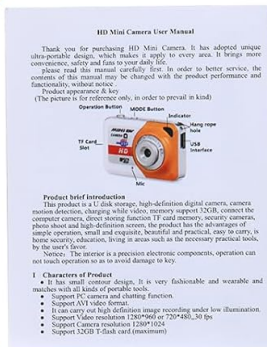 HD Mini Camera User Manual
Thank you for purchasing HD Mini Camera. It has adopted unique
ultra-portable design, which makes it apply to every area. It brings more
convenience, safety and fans to your daily life.
please read this manual carefully first. In order to better service, the
contents of this manual may be changed with the product performance and
functionality, without notice .
Product appearance & key
(The picture is for reference only, in order to prevail in kind)
Operation Button
MODE Button
Indicator
Hang rope
hole
TF Card
Slot
USB
Interface
HD
Mic
Product brief introduction
This product is a U disk storage, high-definition digital camera, camera
motion detection, charging while video, memory support 32GB, connect the
computer camera, direct storing function TF card memory, security cameras,
photo shoot and high-definition screen, the product has the advantages of
simple operation, small and exquisite, beautiful and practical, easy to carry, is
home security, education, living in areas such as the necessary practical tools,
by the user's favor.
Notice: The interior is a precision electronic components, operation can
not touch operation so as to avoid damage to key.
1 Characters of Product
● It has small contour design, It is very fashionable and wearable and
matches with all kinds of portable tools.
● Support PC camera and chatting function.
● Support AVI video format.
● It can carry out high definition image recording under low illumination.
● Support Video resolution 1280*960 or 720*480,30 fps
● Support Camera resolution 1280*1024
● Support 32GB T-flash card (maximum)